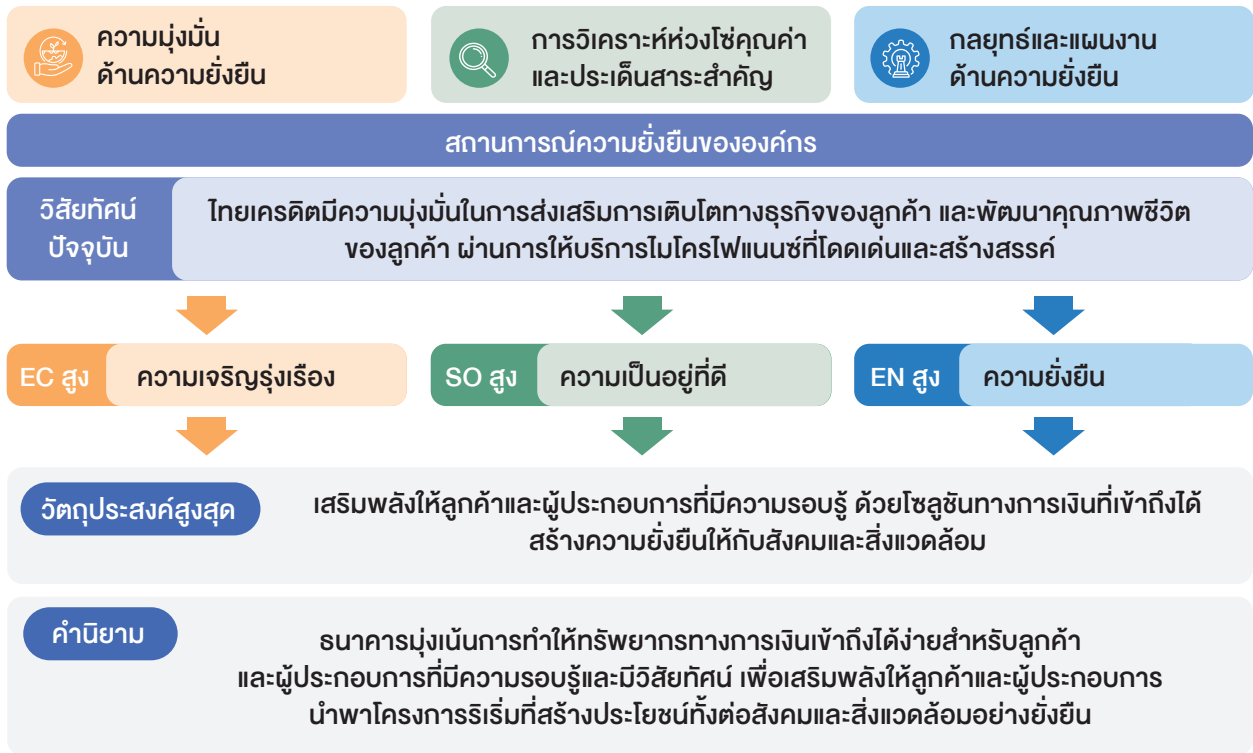 ความมุ่งมั่น
ด้านความยั่งยืน
การวิเคราะห์ห่วงโซ่คุณค่า
และประเด็นสาระสำคัญ
กลยุทธ์และแผนงาน
ด้านความยั่งยืน
สถานการณ์ความยั่งยืนขององค์กร
วิสัยทัศน์
ปัจจุบัน
ไทยเครดิตมีความมุ่งมั่นในการส่งเสริมการเติบโตทางธุรกิจของลูกค้า และพัฒนาคุณภาพชีวิต
ของลูกค้า ผ่านการให้บริการไมโครไฟแนนซ์ที่โดดเด่นและสร้างสรรค์
EC สูง
ความเจริญรุ่งเรือง
SO สูง
ความเป็นอยู่ที่ดี
EN สูง
ความยั่งยืน
วัตถุประสงค์สูงสุด
เสริมพลังให้ลูกค้าและผู้ประกอบการที่มีความรอบรู้ ด้วยโซลูชันทางการเงินที่เข้าถึงได้
สร้างความยั่งยืนให้กับสังคมและสิ่งแวดล้อม
คำนิยาม
ธนาคารมุ่งเน้นการทำให้ทรัพยากรทางการเงินเข้าถึงได้ง่ายสำหรับลูกค้า
และผู้ประกอบการที่มีความรอบรู้และมีวิสัยทัศน์ เพื่อเสริมพลังให้ลูกค้าและผู้ประกอบการ
นำพาโครงการริเริ่มที่สร้างประโยชน์ทั้งต่อสังคมและสิ่งแวดล้อมอย่างยั่งยืน